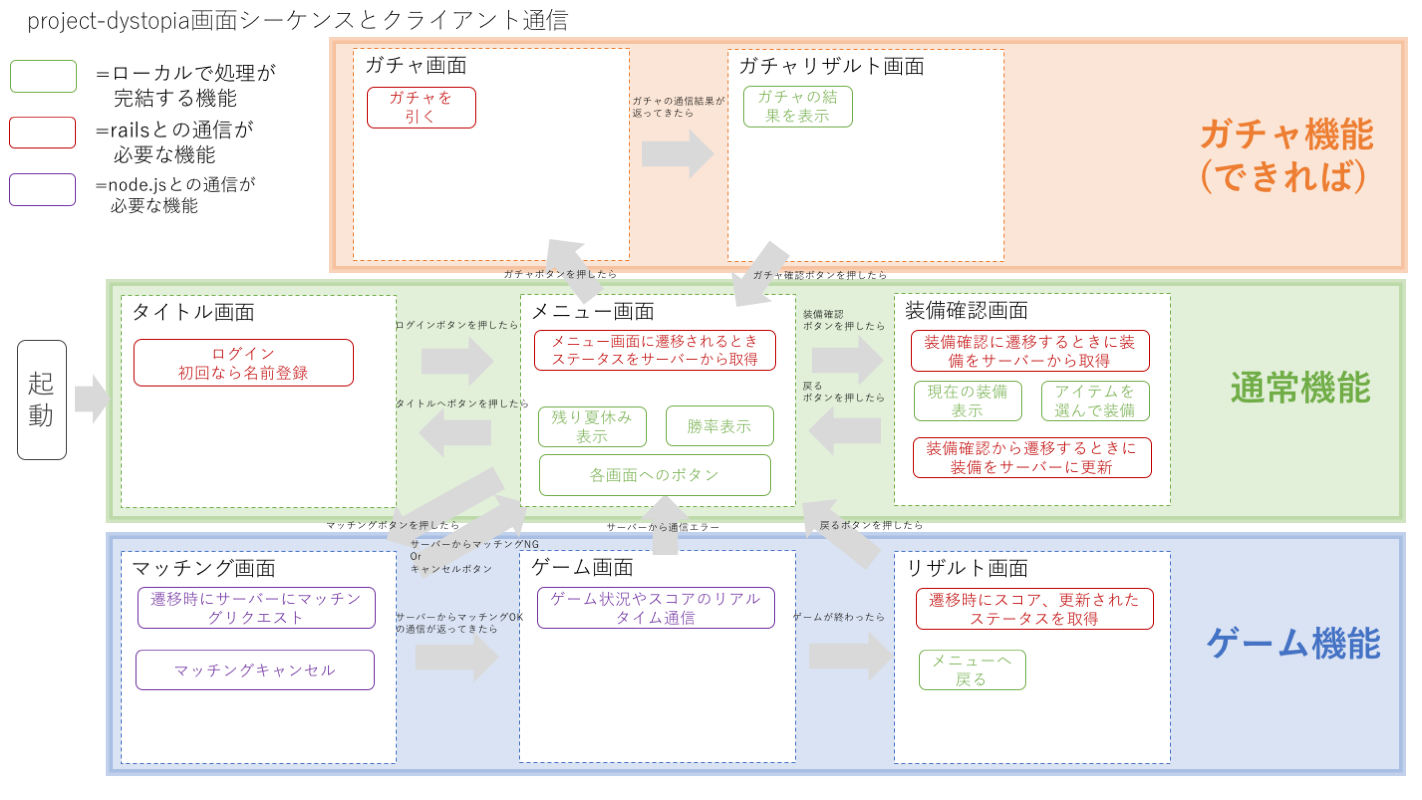 project-dystopia画面シーケンスとクライアント通信
=ローカルで処理が
完結する機能
=railsとの通信が
必要な機能
=node.jsとの通信が
必要な機能
ガチャ画面
ガチャを
引く
ガチャの通信結果が
返ってきたら
ガチャリザルト画面
ガチャの結
果を表示
ガチャ機能
(できれば)
ガチャボタンを押したら
ガチャ確認ボタンを押したら
起
動
タイトル画面
ログイン
初回なら名前登録
ログインボタンを押したら
タイトルへボタンを押したら
メニュー画面
メニュー画面に遷移されるとき
ステータスをサーバーから取得
残り夏休み
表示
勝率表示
各画面へのボタン
装備確認
ボタンを押したら
戻る
ボタンを押したら
装備確認画面
装備確認に遷移するときに装
備をサーバーから取得
現在の装備
表示
アイテムを
選んで装備
装備確認から遷移するときに
装備をサーバーに更新
通常機能
マッチングボタンを押したら
サーバーからマッチングNG
Or
キャンセルボタン
サーバーから通信エラー
戻るボタンを押したら
マッチング画面
遷移時にサーバーにマッチン
グリクエスト
マッチングキャンセル
サーバーからマッチングOK
の通信が返ってきたら
ゲーム画面
ゲーム状況やスコアのリアル
タイム通信
ゲームが終わったら
リザルト画面
遷移時にスコア、更新された
ステータスを取得
メニューへ
戻る
ゲーム機能